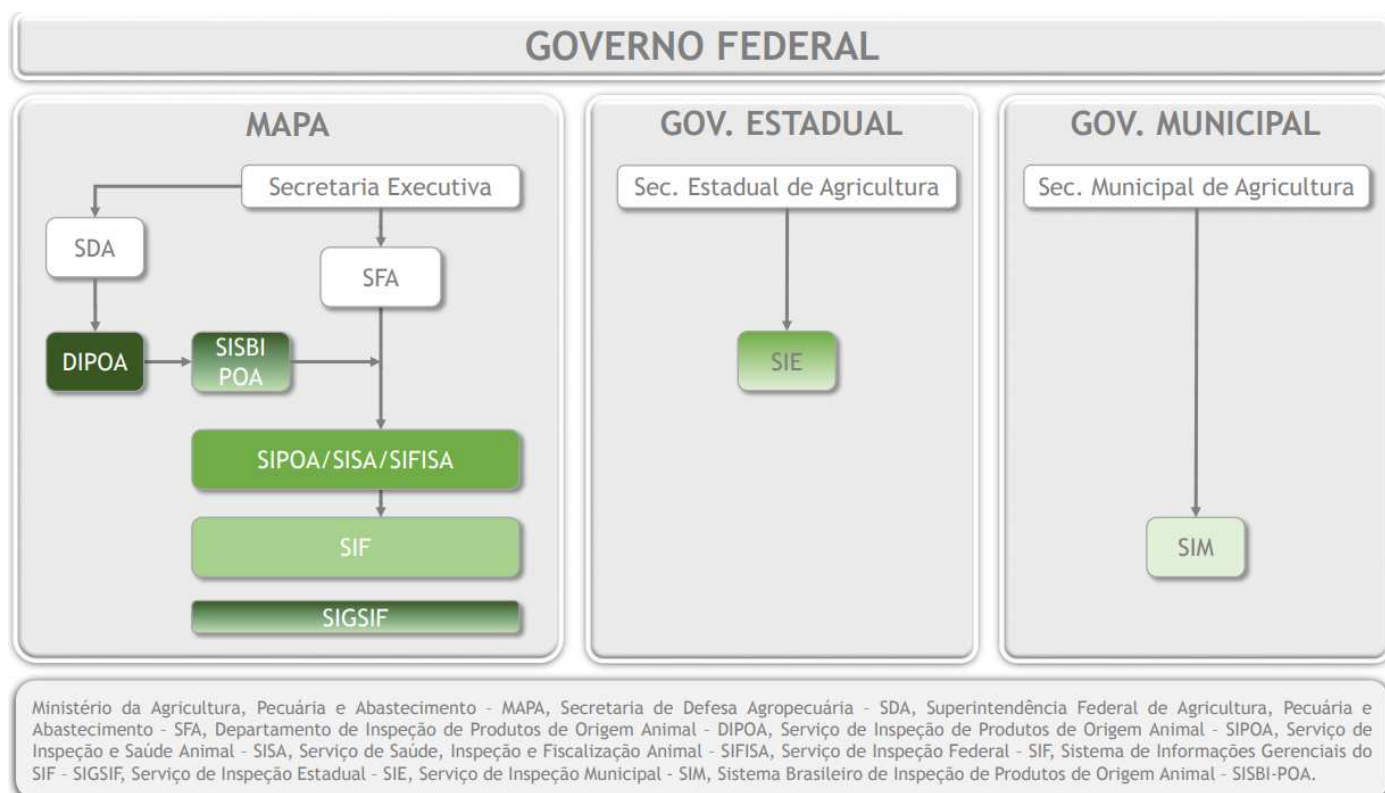 GOVERNO FEDERAL
MAPA
Secretaria Executiva
SDA
SFA
DIPOA
SISBI
POA
SIPOA/SISA/SIFISA
SIF
SIGSIF
GOV. ESTADUAL
Sec. Estadual de Agricultura
SIE
GOV. MUNICIPAL
Sec. Municipal de Agricultura
SIM
Ministério da Agricultura, Pecuária e Abastecimento - MAPA, Secretaria de Defesa Agropecuária - SDA, Superintendência Federal de Agricultura, Pecuária e
Abastecimento - SFA, Departamento de Inspeção de Produtos de Origem Animal - DIPOA, Serviço de Inspeção de Produtos de Origem Animal - SIPOA, Serviço de
Inspeção e Saúde Animal - SISA, Serviço de Saúde, Inspeção e Fiscalização Animal - SIFISA, Serviço de Inspeção Federal - SIF, Sistema de Informações Gerenciais do
SIF - SIGSIF, Serviço de Inspeção Estadual - SIE, Serviço de Inspeção Municipal - SIM, Sistema Brasileiro de Inspeção de Produtos de Origem Animal - SISBI-POA.